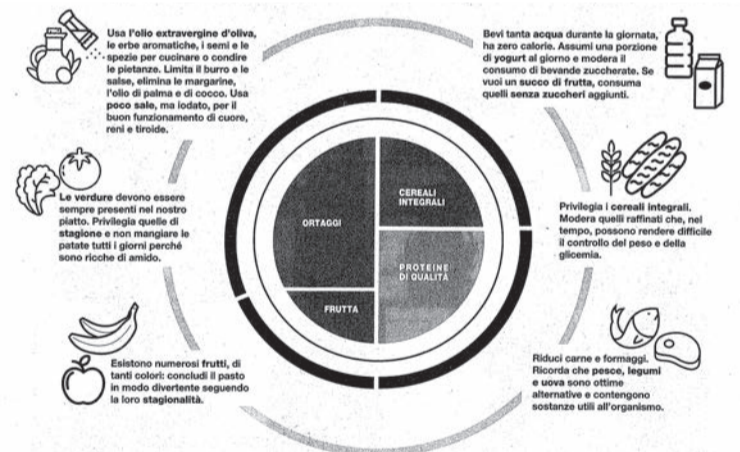 Usa l'olio extravergine d'oliva,
le erbe aromatiche, i semi e le
spezie per cucinare o condire
le pietanze. Limita il burro e le
salse, elimina le margarine,
l'olio di palma e di cocco. Usa
poco sale, ma iodato, per il
buon funzionamento di cuore,
reni e tiroide.
Bevi tanta acqua durante la giornata,
ha zero calorie. Assumi una porzione
di yogurt al giorno e modera il
consumo di bevande zuccherate. Se
vuoi un succo di frutta, consuma
quelli senza zuccheri aggiunti.
Le verdure devono essere
sempre presenti nel nostro
piatto. Privilegia quelle di
stagione e non mangiare le
patate tutti i giorni perché
sono ricche di amido.
ORTAGGI
CEREALI
INTEGRALI
PROTEINE
DI QUALITÀ
FRUTTA
Privilegia i cereali integrali.
Modera quelli raffinati che, nel
tempo, possono rendere difficile
il controllo del peso e della
glicemia.
Esistono numerosi frutti, di
tanti colori: concludi il pasto
in modo divertente seguendo
la loro stagionalità.
Riduci carne e formaggi.
Ricorda che pesce, legumi
e uova sono ottime
alternative e contengono
sostanze utili all'organismo.